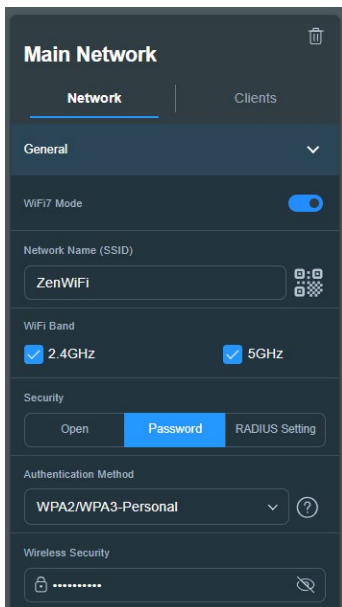 Main Network
Network Clients
General
WiFi7 Mode
Network Name (SSID)
ZenWiFi
WiFi Band
2.4GHz 5GHz
Security
Open Password RADIUS Setting
Authentication Method
WPA2/WPA3-Personal
Wireless Security
••••••••••